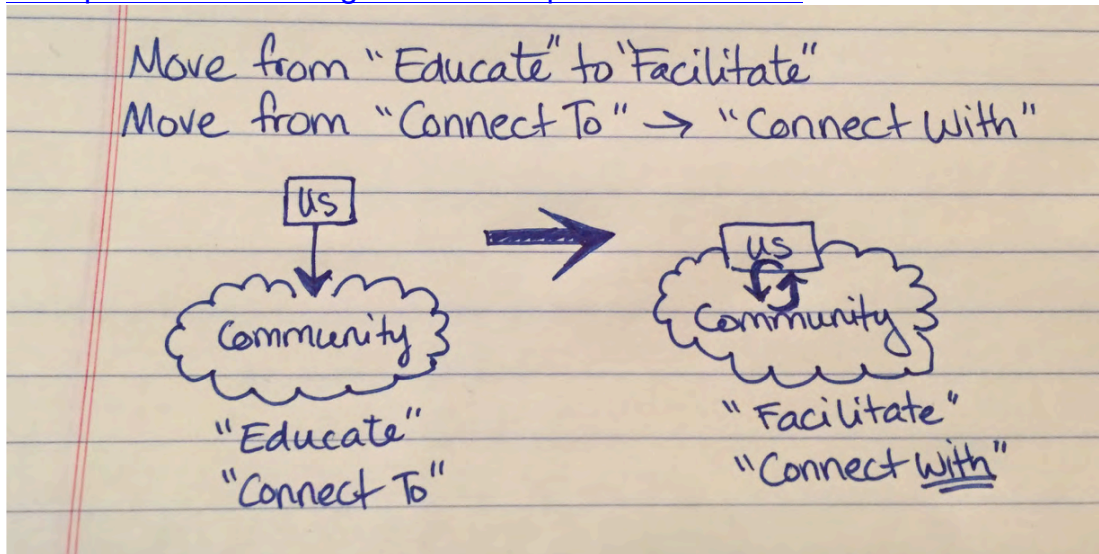 Move from "Educate" to "Facilitate"
Move from "Connect To" → "Connect With"
us
Community
"Educate"
"Connect To"
us
Community
"Facilitate"
"Connect With"